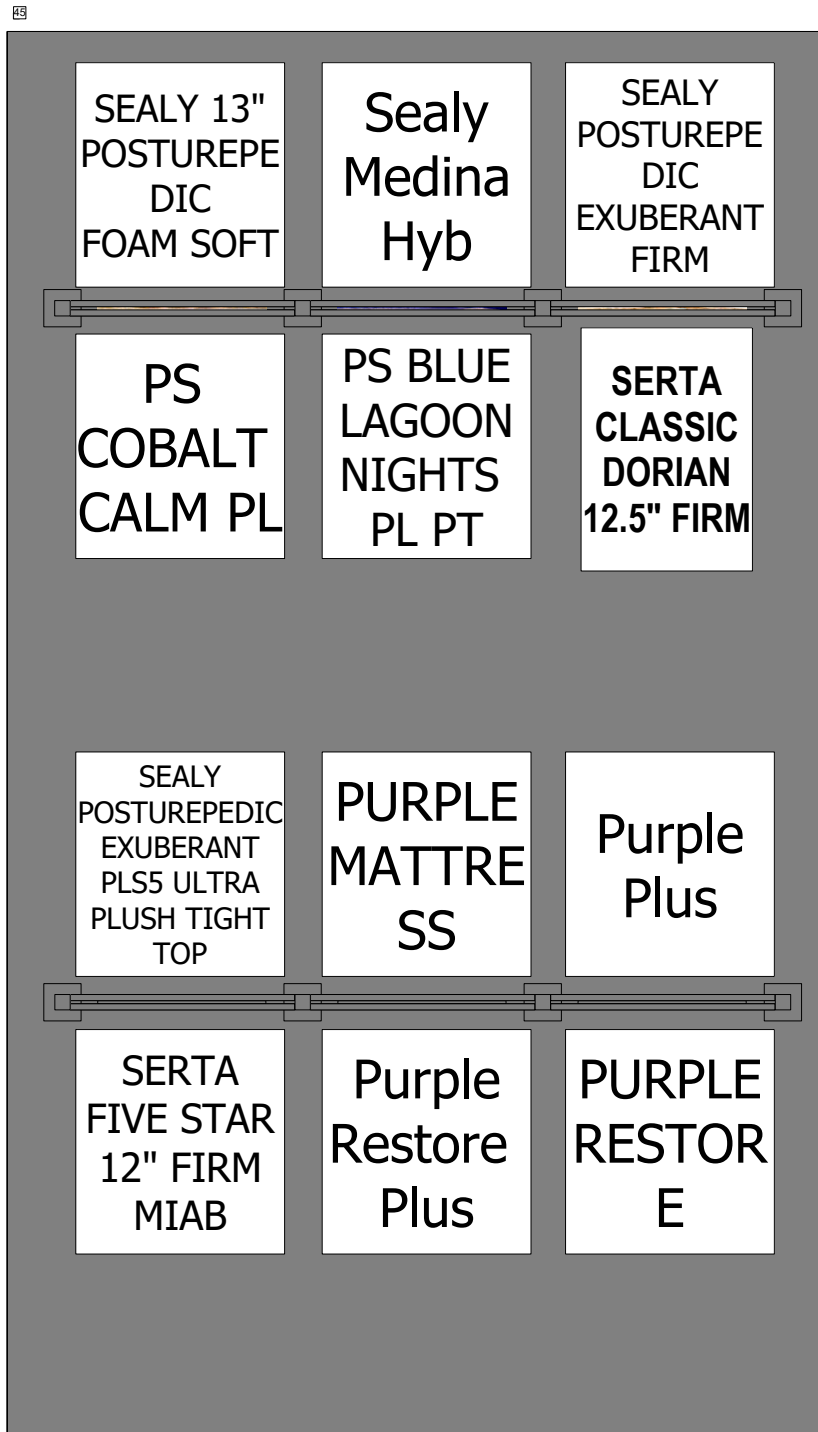 45
SEALY 13"
POSTUREPE
DIC
FOAM SOFT
Sealy
Medina
Hyb
SEALY
POSTUREPE
DIC
EXUBERANT
FIRM
PS
COBALT
CALM PL
PS BLUE
LAGOON
NIGHTS
PL PT
SERTA
CLASSIC
DORIAN
12.5" FIRM
SEALY
POSTUREPEDIC
EXUBERANT
PLS5 ULTRA
PLUSH TIGHT
TOP
PURPLE
MATTRE
SS
Purple
Plus
SERTA
FIVE STAR
12" FIRM
MIAB
Purple
Restore
Plus
PURPLE
RESTOR
E